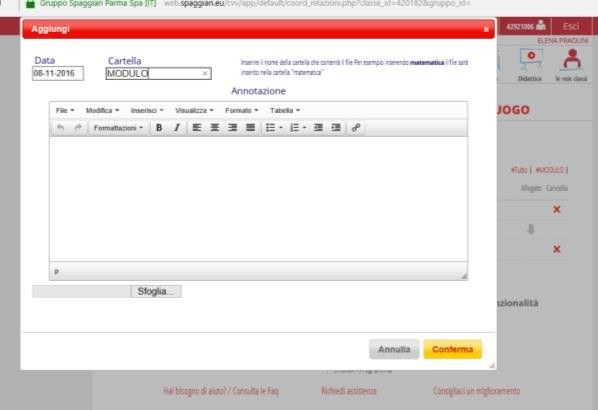 Gruppo Spaggiari Parma Spa [IT] web.spaggiari.eu/cvv/app/default/coord_relazioni.php?classe_id=420182&gruppo_id=
Aggiungi
42921006 Esci
ELENA PRAOLINI
Data Cartella
08-11-2016 MODULO
Inserire il nome della cartella che conterrà il file Per esempio inserendo matematica il file sarà
inserito nella cartella "matematica"
Didattica le mie classi
Annotazione
UOGO
File Modifica Inserisci Visualizza Formato Tabella
Formattazioni B I
#Tutto | #MODULO |
Allegato Cancella
p
Sfoglia...
nzionalità
Annulla Conferma
Hai bisogno di aiuto? / Consulta le Faq Richiedi assistenza Consigliaci un miglioramento